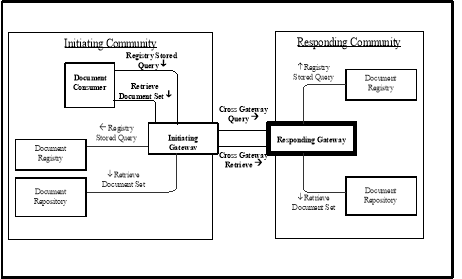 Initiating Community
Responding Community
Registry Stored
Query ↓
Document
Consumer
Retrieve
Document Set ↓
↑Registry
Stored Query
Document
Registry
Cross Gateway
Query →
← Registry
Stored Query
Initiating
Gateway
Responding Gateway
Document
Registry
Cross Gateway
Retrieve →
↓Retrieve
Document Set
Document
Repository
↓Retrieve
Document Set
Document
Repository